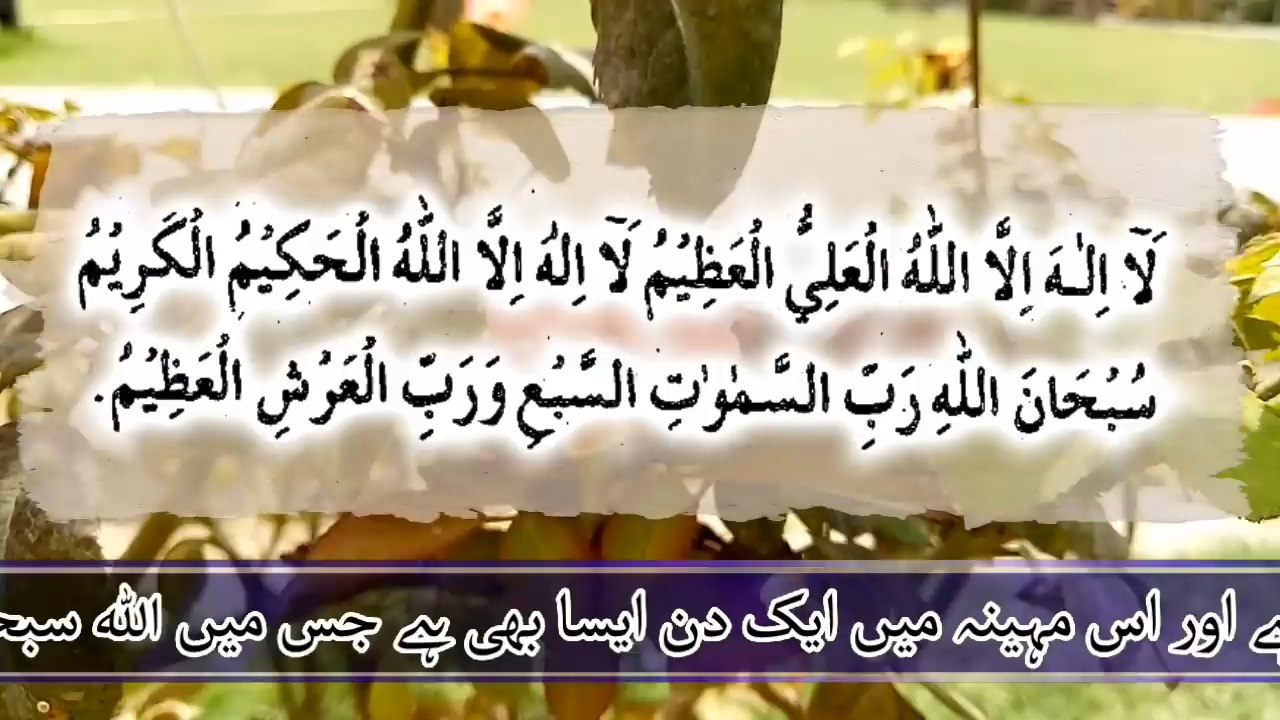 لَآ اِلٰـهَ اِلَّا اللّٰهُ الْعَلِيُّ الْعَظِيْمُ لَآ اِلٰهَ اِلَّا اللّٰهُ الْحَكِيْمُ الْكَرِيْمُ
سُبْحَانَ اللّٰهِ رَبِّ السَّمٰوٰتِ السَّبْعِ وَرَبِّ الْعَرْشِ الْعَظِيْمُ.
اور اس مہینہ میں ایک دن ایسا بھی ہے جس میں اللہ